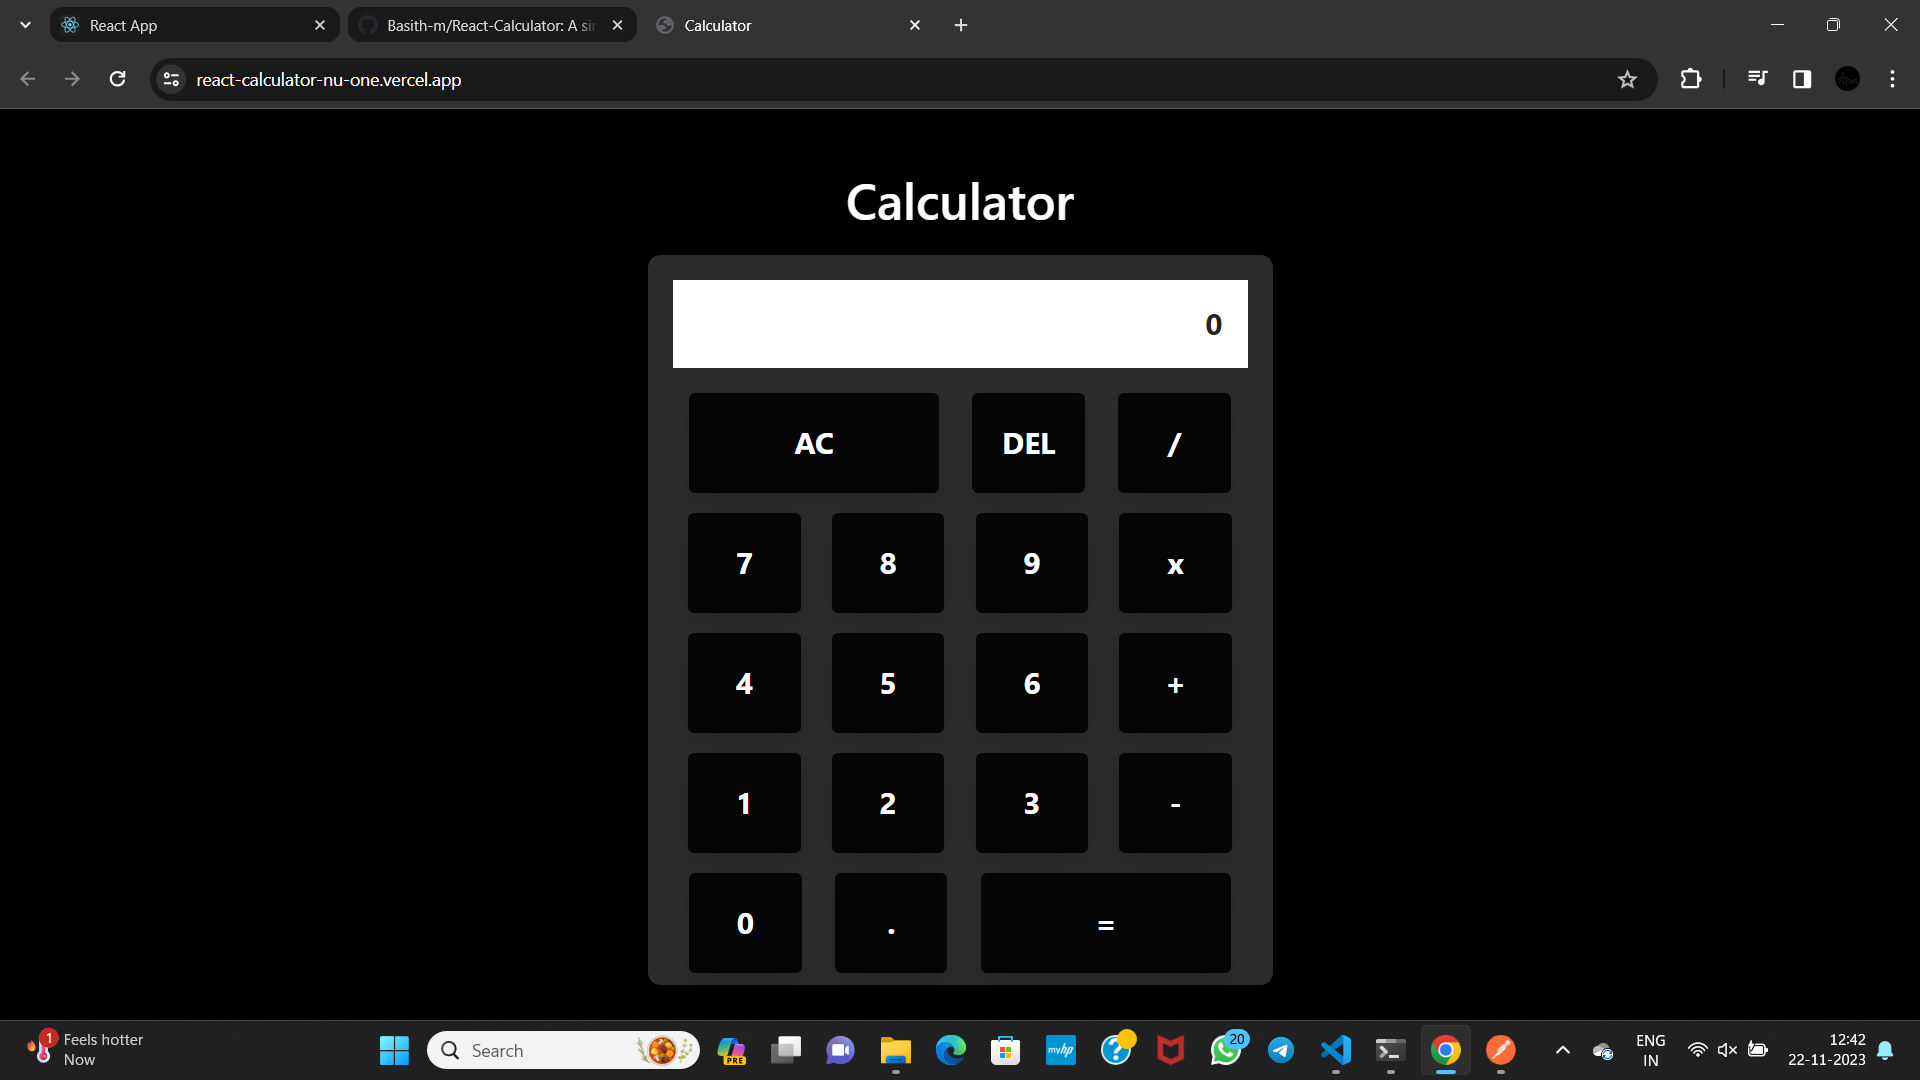 React App
Basith-m/React-Calculator: A si
Calculator
react-calculator-nu-one.vercel.app
Calculator
0
AC DEL /
7 8 9 x
4 5 6 +
1 2 3 -
0 . =
1
Feels hotter
Now
Search
PRE
myhp
20
ENG
IN
12:42
22-11-2023